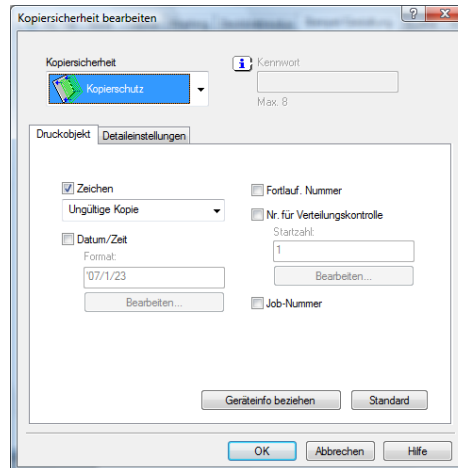 Kopiersicherheit bearbeiten
Kopiersicherheit
Kopierschutz
Kennwort
Max. 8
Druckobjekt
Detaileinstellungen
Zeichen
Ungültige Kopie
Datum/Zeit
Format:
'07/1/23
Bearbeiten...
Fortlauf. Nummer
Nr. für Verteilungskontrolle
Startzahl:
1
Bearbeiten...
Job-Nummer
Geräteinfo beziehen
Standard
OK
Abbrechen
Hilfe